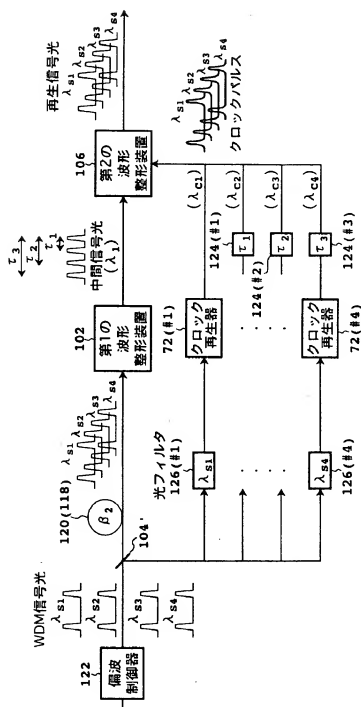 WDM信号光
λS1
λS2
λS3
λS4
122
偏波
制御器
104'
120(118)
β2
λS1
λS2
λS3
λS4
102
第1の
波形
整形装置
τ3
τ2
τ1
中間信号光
(λ1)
106
第2の
波形
整形装置
再生信号光
λS1
λS2
λS3
λS4
λS1
λS2
λS3
λS4
クロックパルス
光フィルタ
126(#1)
λS1
72(#1)
クロック
再生器
(λC1)
124(#1)
τ1
(λC2)
124(#2)
τ2
(λC3)
τ3
(λC4)
124(#3)
クロック
再生器
72(#4)
λS4
126(#4)